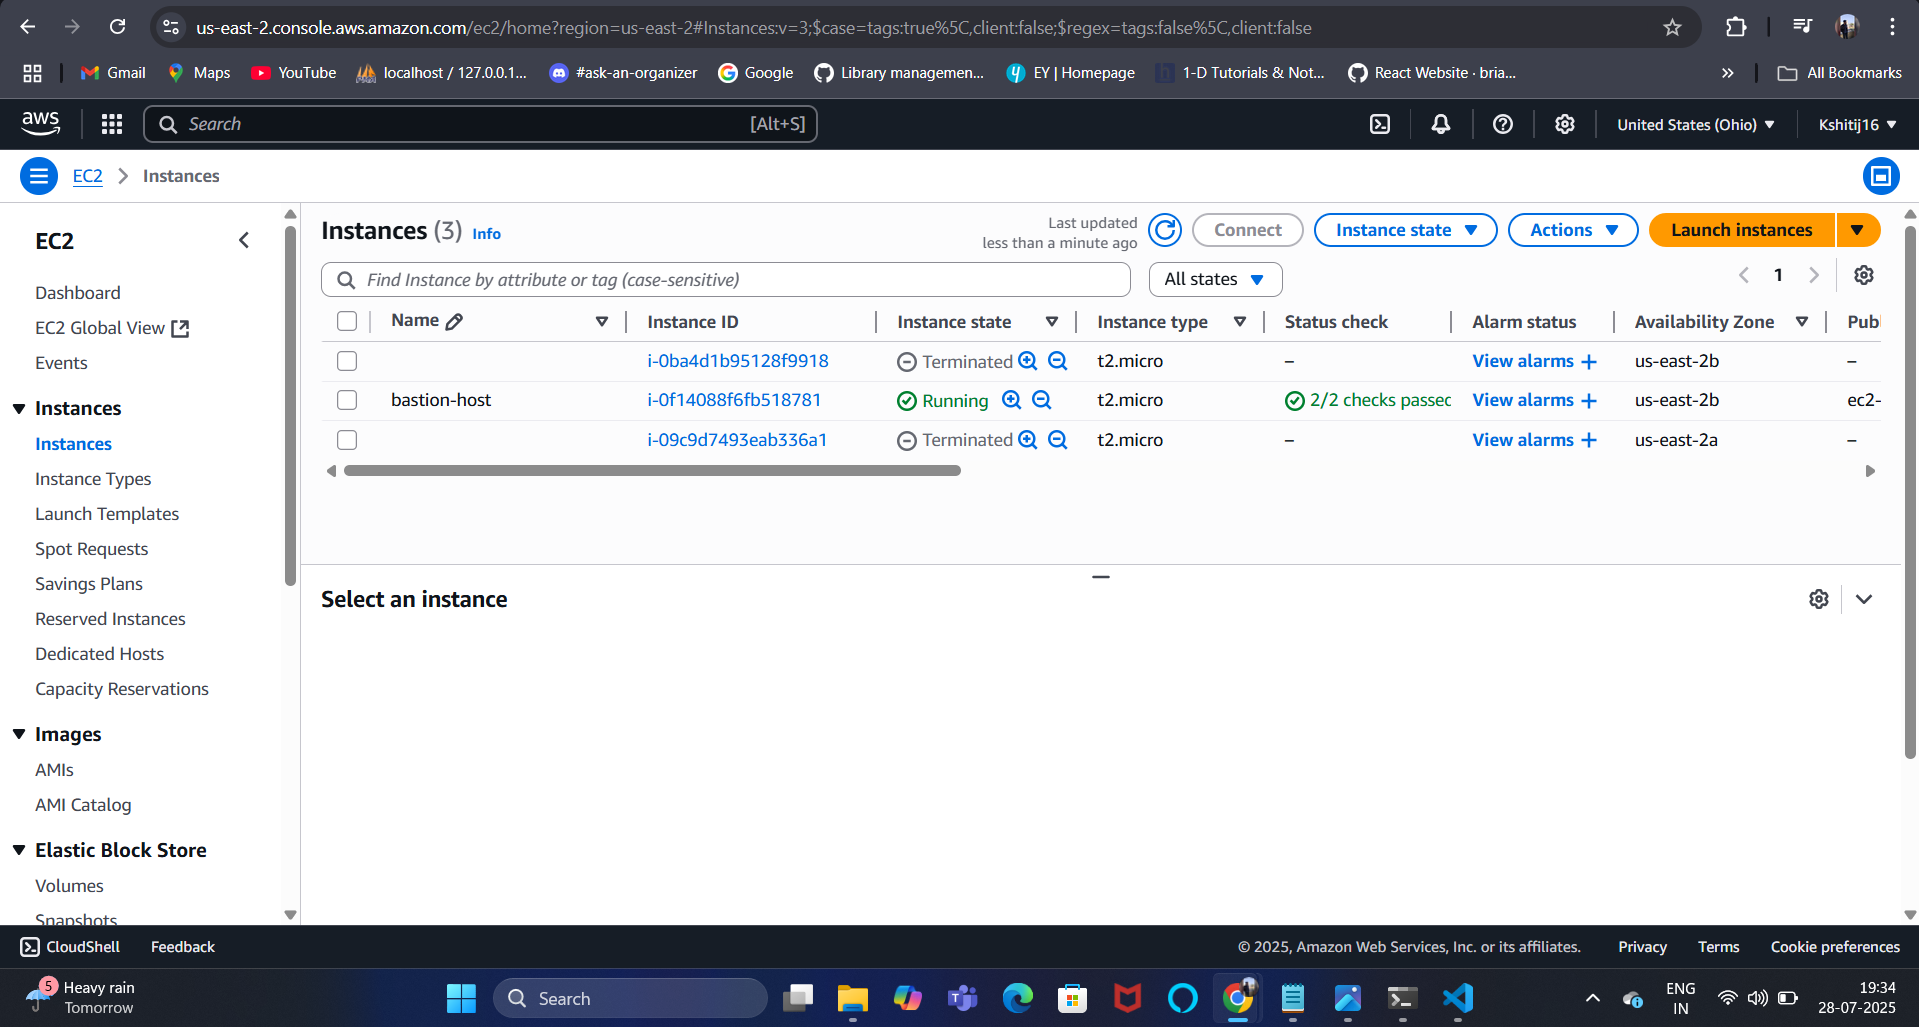 us-east-2.console.aws.amazon.com/ec2/home?region=us-east-2#Instances:v=3;$case=tags:true%5C,client:false;$regex=tags:false%5C,client:false
Gmail Maps YouTube localhost / 127.0.0.1... #ask-an-organizer Google Library managemen... EY | Homepage 1-D Tutorials & Not... React Website · bria... » All Bookmarks
aws Search [Alt+S] United States (Ohio) Kshitij16
EC2 Instances
EC2
Dashboard
EC2 Global View
Events
Instances
Instances
Instance Types
Launch Templates
Spot Requests
Savings Plans
Reserved Instances
Dedicated Hosts
Capacity Reservations
Images
AMIs
AMI Catalog
Elastic Block Store
Volumes
Snapshots
Instances (3) Info
Last updated
less than a minute ago
Connect Instance state Actions Launch instances
Find Instance by attribute or tag (case-sensitive) All states 1
Name Instance ID Instance state Instance type Status check Alarm status Availability Zone Publ
i-0ba4d1b95128f9918 Terminated t2.micro – View alarms + us-east-2b –
bastion-host i-0f14088f6fb518781 Running t2.micro 2/2 checks passed View alarms + us-east-2b ec2-
i-09c9d7493eab336a1 Terminated t2.micro – View alarms + us-east-2a –
Select an instance
CloudShell Feedback © 2025, Amazon Web Services, Inc. or its affiliates. Privacy Terms Cookie preferences
5 Heavy rain
Tomorrow
Search
ENG
IN
19:34
28-07-2025